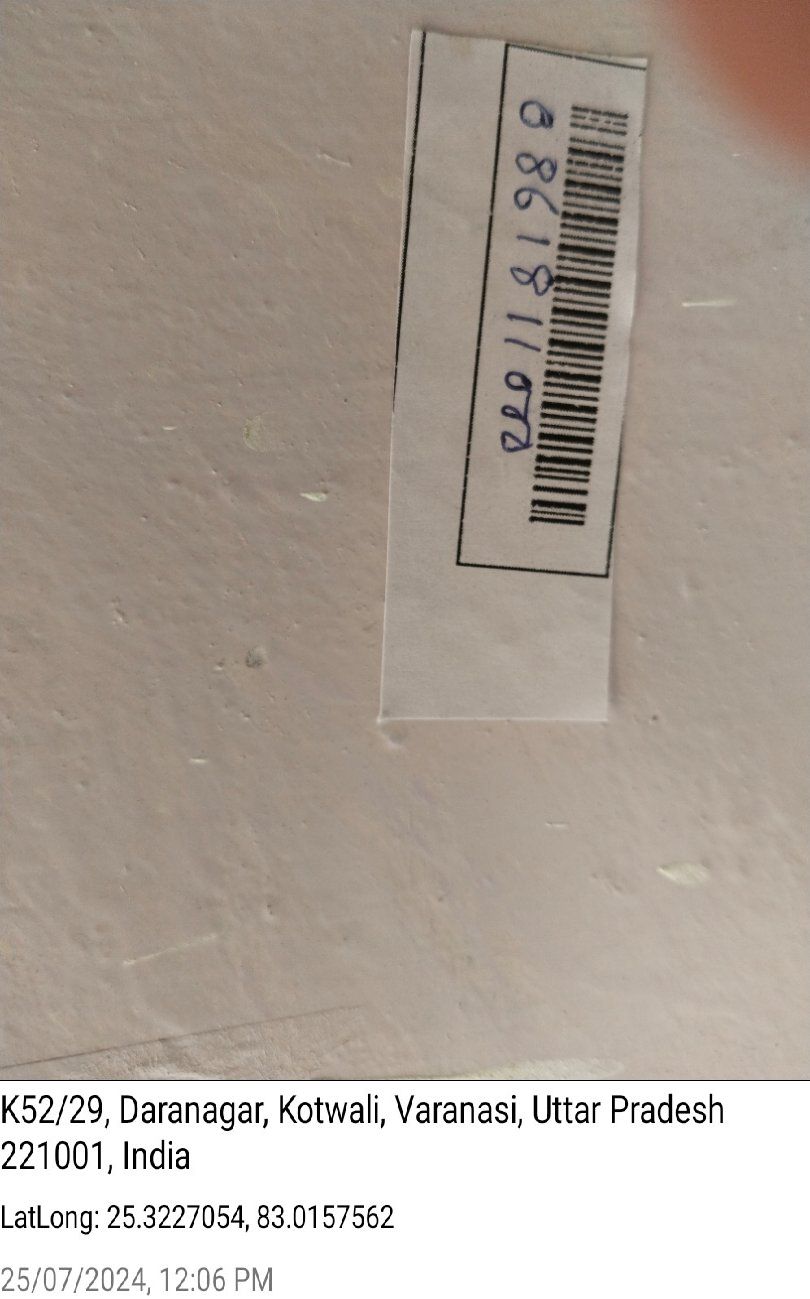 K52/29, Daranagar, Kotwali, Varanasi, Uttar Pradesh
221001, India
LatLong: 25.3227054, 83.0157562
25/07/2024, 12:06 PM